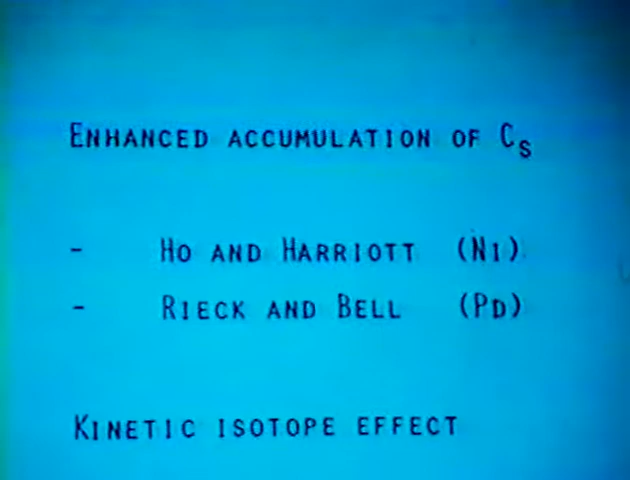 ENHANCED ACCUMULATION OF Cs
- HO AND HARRIOTT (NI)
- RIECK AND BELL (PD)
KINETIC ISOTOPE EFFECT